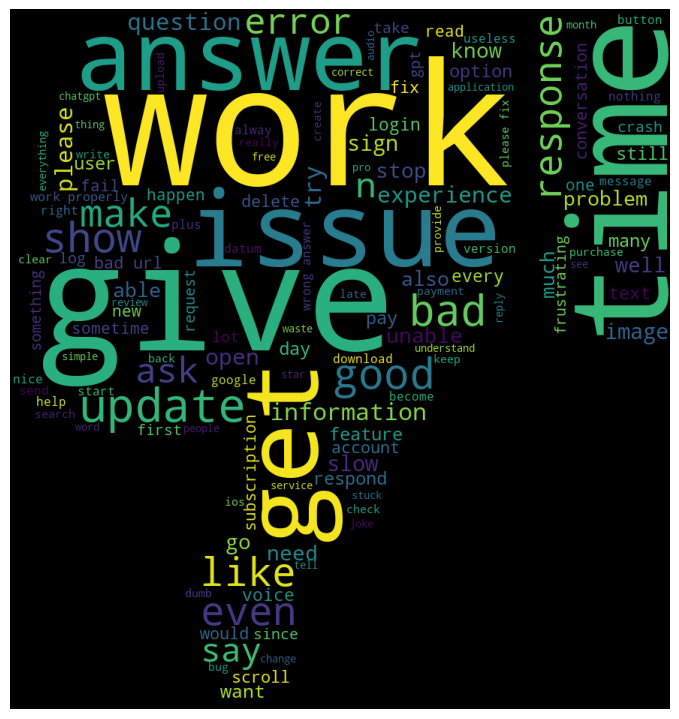 question
error
take
audio
read
useless
month
button
answer
know
nothing
chatgpt
upload
correct
gpt
option
application
fix
work
time
response
conversation
crash
still
thing
everything
write
please
user
alway
really
free
create
login
sign
please fix
fail
work properly
right
happen
delete
try
pro
stop
n
experience
one
message
problem
make
plus
issue
provide
version
many
show
clear
log
bad url
datum
wrong answer
also
every
much
frustrating
purchase
see
well
something
able
new
review
request
give
late
payment
reply
text
sometime
lot
pay
bad
unable
image
waste
simple
back
open
day
download
understand
keep
nice
send
start
ask
google
star
good
become
help
search
word
update
first
people
get
information
subscription
feature
account
slow
respond
service
stuck
check
ios
joke
go
need
tell
like
voice
dumb
even
would
since
say
bug
change
scroll
want